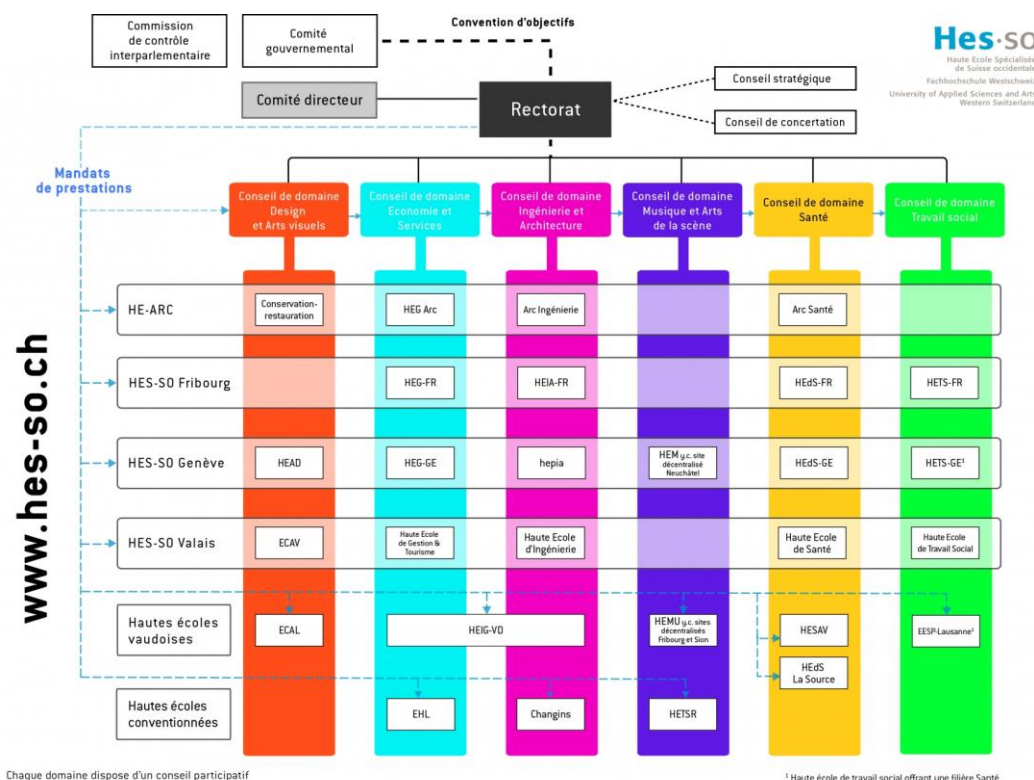 Commission
de contrôle
interparlementaire
Comité
gouvernemental
Convention d'objectifs
Hes·so
Haute Ecole Spécialisée
de Suisse occidentale
Fachhochschule Westschweiz
University of Applied Sciences and Arts
Western Switzerland
Comité directeur
Rectorat
Conseil stratégique
Conseil de concertation
Mandats
de prestations
Conseil de domaine
Design
et Arts visuels
Conseil de domaine
Economie et
Services
Conseil de domaine
Ingénierie et
Architecture
Conseil de domaine
Musique et Arts
de la scène
Conseil de domaine
Santé
Conseil de domaine
Travail social
www.hes-so.ch
HE-ARC
Conservation-
restauration
HEG Arc
Arc Ingénierie
Arc Santé
HES-SO Fribourg
HEG-FR
HEIA-FR
HEdS-FR
HETS-FR
HES-SO Genève
HEAD
HEG-GE
hepia
HEM y.c. site
décentralisé
Neuchâtel
HEdS-GE
HETS-GE¹
HES-SO Valais
ECAV
Haute Ecole
de Gestion &
Tourisme
Haute Ecole
d'Ingénierie
Haute Ecole
de Santé
Haute Ecole
de Travail Social
Hautes écoles
vaudoises
ECAL
HEIG-VD
HEMU y.c. sites
décentralisés
Fribourg et Sion
HESAV
EESP-Lausanne¹
HEdS
La Source
Hautes écoles
conventionnées
EHL
Changins
HETSR
Chaque domaine dispose d'un conseil participatif
¹ Haute école de travail social offrant une filière Santé